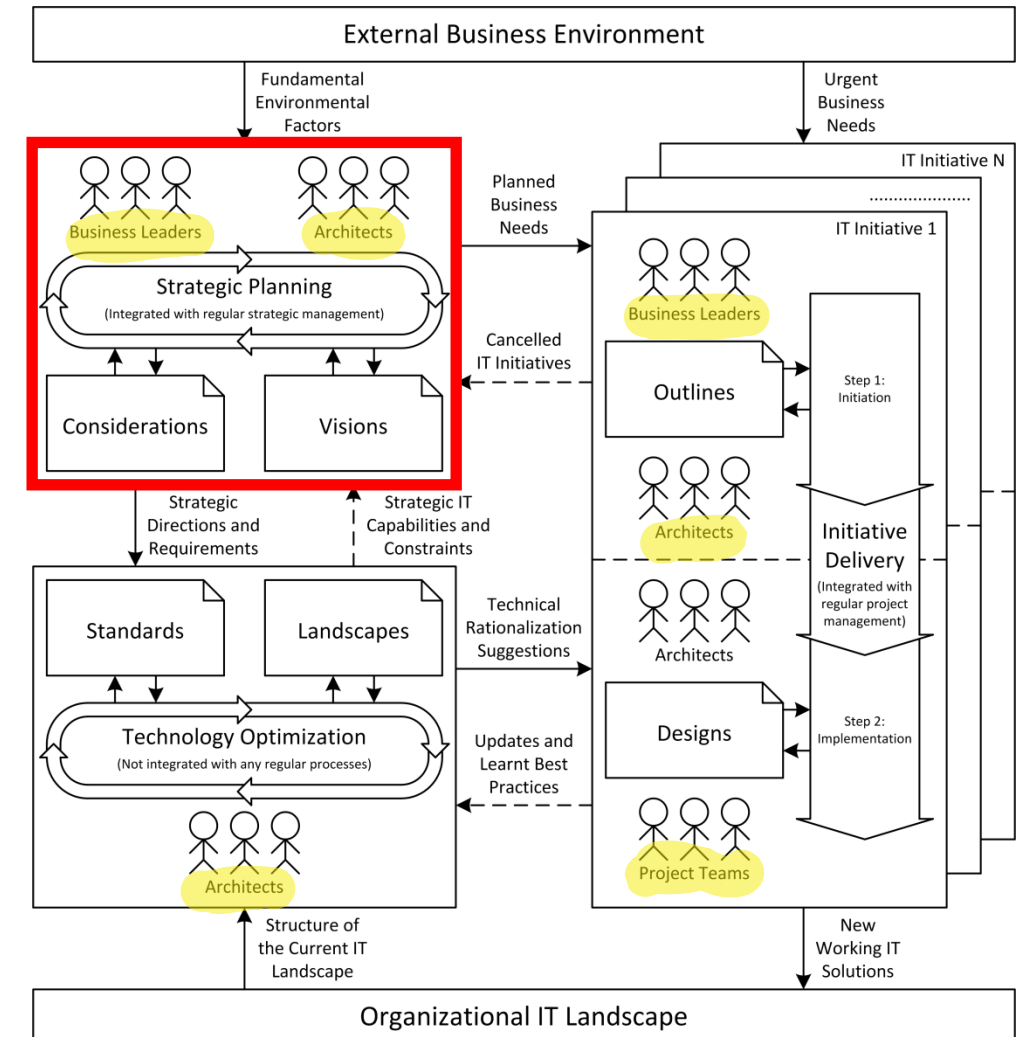 External Business Environment
Fundamental
Environmental
Factors
Urgent
Business
Needs
Business Leaders
Architects
Strategic Planning
(Integrated with regular strategic management)
Considerations
Visions
Planned
Business
Needs
Cancelled
IT Initiatives
IT Initiative N
.....................
IT Initiative 1
Business Leaders
Outlines
Step 1:
Initiation
Architects
Initiative
Delivery
(Integrated with
regular project
management)
Architects
Designs
Step 2:
Implementation
Project Teams
Strategic
Directions and
Requirements
Strategic IT
Capabilities and
Constraints
Standards
Landscapes
Technology Optimization
(Not integrated with any regular processes)
Architects
Technical
Rationalization
Suggestions
Updates and
Learnt Best
Practices
Structure of
the Current IT
Landscape
New
Working IT
Solutions
Organizational IT Landscape